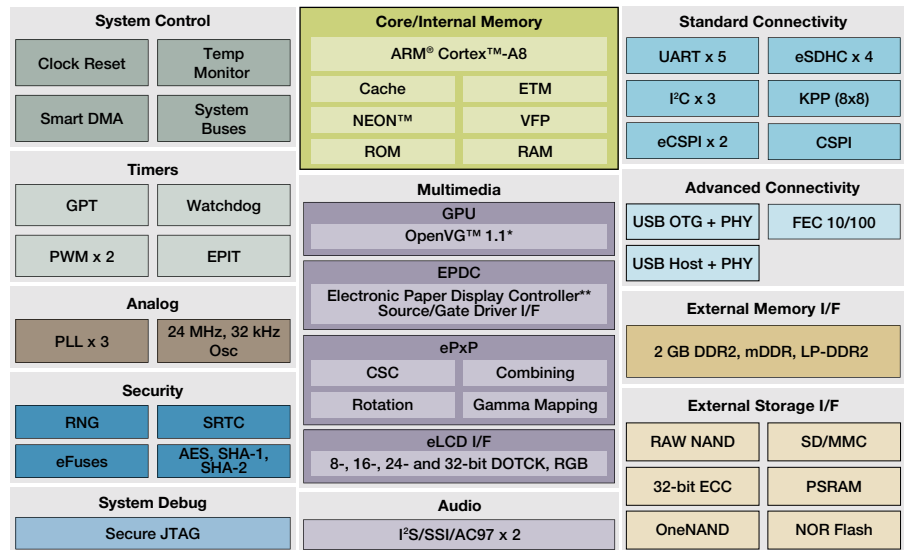 System Control
Clock Reset
Temp
Monitor
Smart DMA
System
Buses
Timers
GPT
Watchdog
PWM x 2
EPIT
Analog
PLL x 3
24 MHz, 32 kHz
Osc
Security
RNG
SRTC
eFuses
AES, SHA-1,
SHA-2
System Debug
Secure JTAG
Core/Internal Memory
ARM® Cortex™-A8
Cache
ETM
NEON™
VFP
ROM
RAM
Multimedia
GPU
OpenVG™ 1.1*
EPDC
Electronic Paper Display Controller**
Source/Gate Driver I/F
ePxP
CSC
Combining
Rotation
Gamma Mapping
eLCD I/F
8-, 16-, 24- and 32-bit DOTCK, RGB
Audio
I²S/SSI/AC97 x 2
Standard Connectivity
UART x 5
eSDHC x 4
I²C x 3
KPP (8x8)
eCSPI x 2
CSPI
Advanced Connectivity
USB OTG + PHY
FEC 10/100
USB Host + PHY
External Memory I/F
2 GB DDR2, mDDR, LP-DDR2
External Storage I/F
RAW NAND
SD/MMC
32-bit ECC
PSRAM
OneNAND
NOR Flash